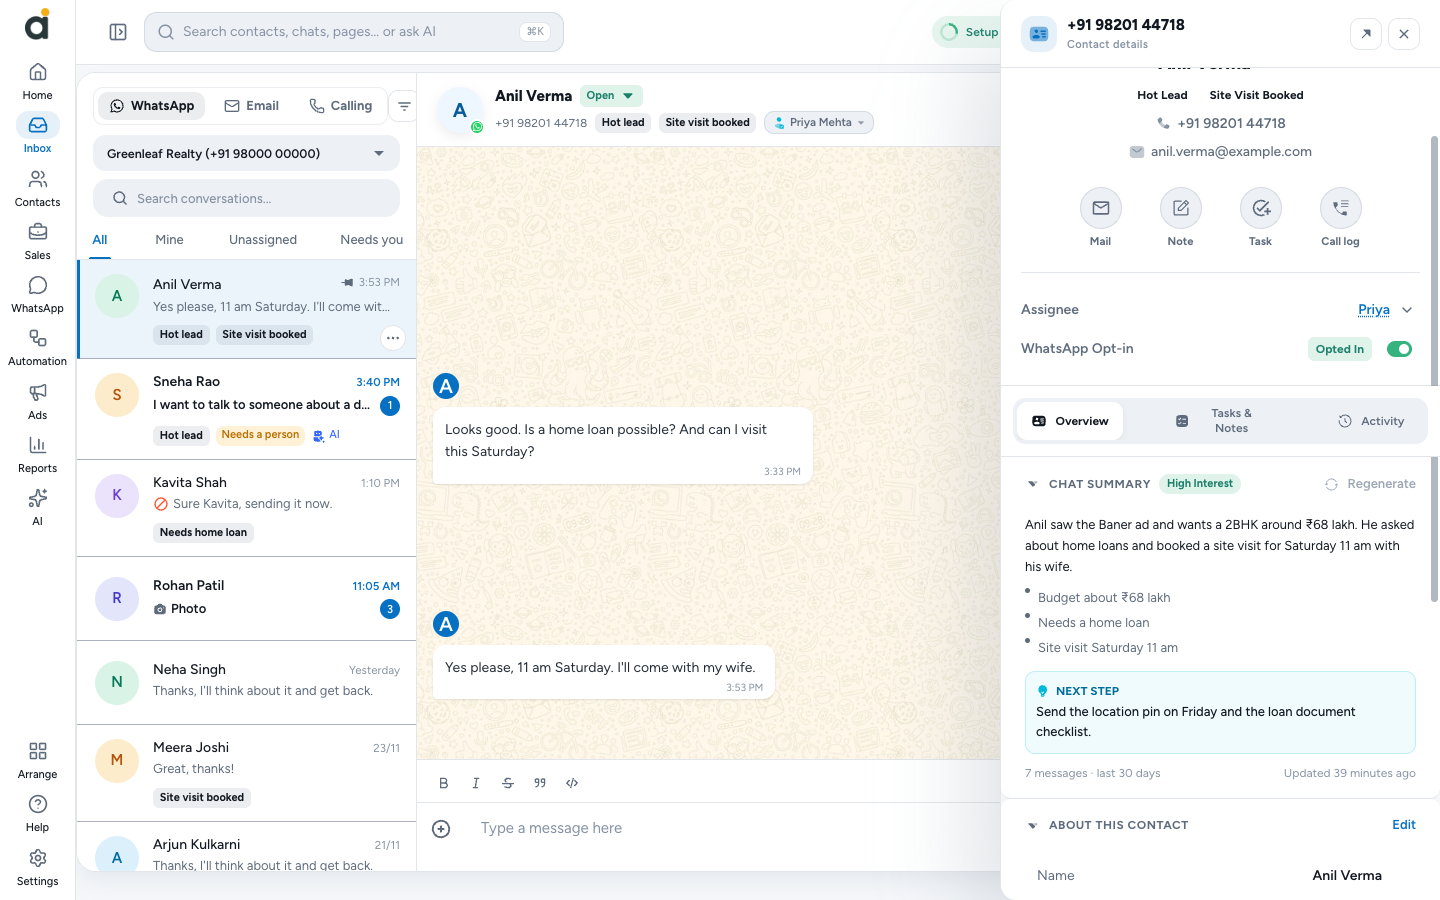 Home
Inbox
Contacts
Sales
WhatsApp
Automation
Ads
Reports
AI
Arrange
Help
Settings
Search contacts, chats, pages... or ask AI
⌘K
Setup
WhatsApp
Email
Calling
Greenleaf Realty (+91 98000 00000)
Search conversations...
All
Mine
Unassigned
Needs you
Anil Verma
3:53 PM
Yes please, 11 am Saturday. I'll come wit...
Hot lead
Site visit booked
Sneha Rao
3:40 PM
I want to talk to someone about a d...
1
Hot lead
Needs a person
AI
Kavita Shah
1:10 PM
Sure Kavita, sending it now.
Needs home loan
Rohan Patil
11:05 AM
Photo
3
Neha Singh
Yesterday
Thanks, I'll think about it and get back.
Meera Joshi
23/11
Great, thanks!
Site visit booked
Arjun Kulkarni
21/11
Thanks, I'll think about it and get back.
A
S
K
R
N
M
A
A
Anil Verma
Open
+91 98201 44718
Hot lead
Site visit booked
Priya Mehta
A
Looks good. Is a home loan possible? And can I visit
this Saturday?
3:33 PM
A
Yes please, 11 am Saturday. I'll come with my wife.
3:53 PM
B
I
S
Type a message here
+91 98201 44718
Contact details
Anil Verma
Hot Lead
Site Visit Booked
+91 98201 44718
anil.verma@example.com
Mail
Note
Task
Call log
Assignee
Priya
WhatsApp Opt-in
Opted In
Overview
Tasks &
Notes
Activity
CHAT SUMMARY
High Interest
Regenerate
Anil saw the Baner ad and wants a 2BHK around ₹68 lakh. He asked
about home loans and booked a site visit for Saturday 11 am with
his wife.
• Budget about ₹68 lakh
• Needs a home loan
• Site visit Saturday 11 am
NEXT STEP
Send the location pin on Friday and the loan document
checklist.
7 messages · last 30 days
Updated 39 minutes ago
ABOUT THIS CONTACT
Edit
Name
Anil Verma